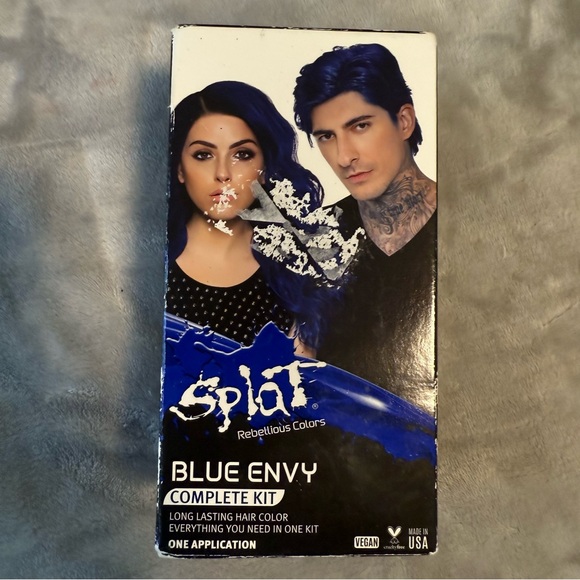 Splat®
Rebellious Colors
BLUE ENVY
COMPLETE KIT
LONG LASTING HAIR COLOR
EVERYTHING YOU NEED IN ONE KIT
ONE APPLICATION
VEGAN
crueltyfree
MADE IN
USA